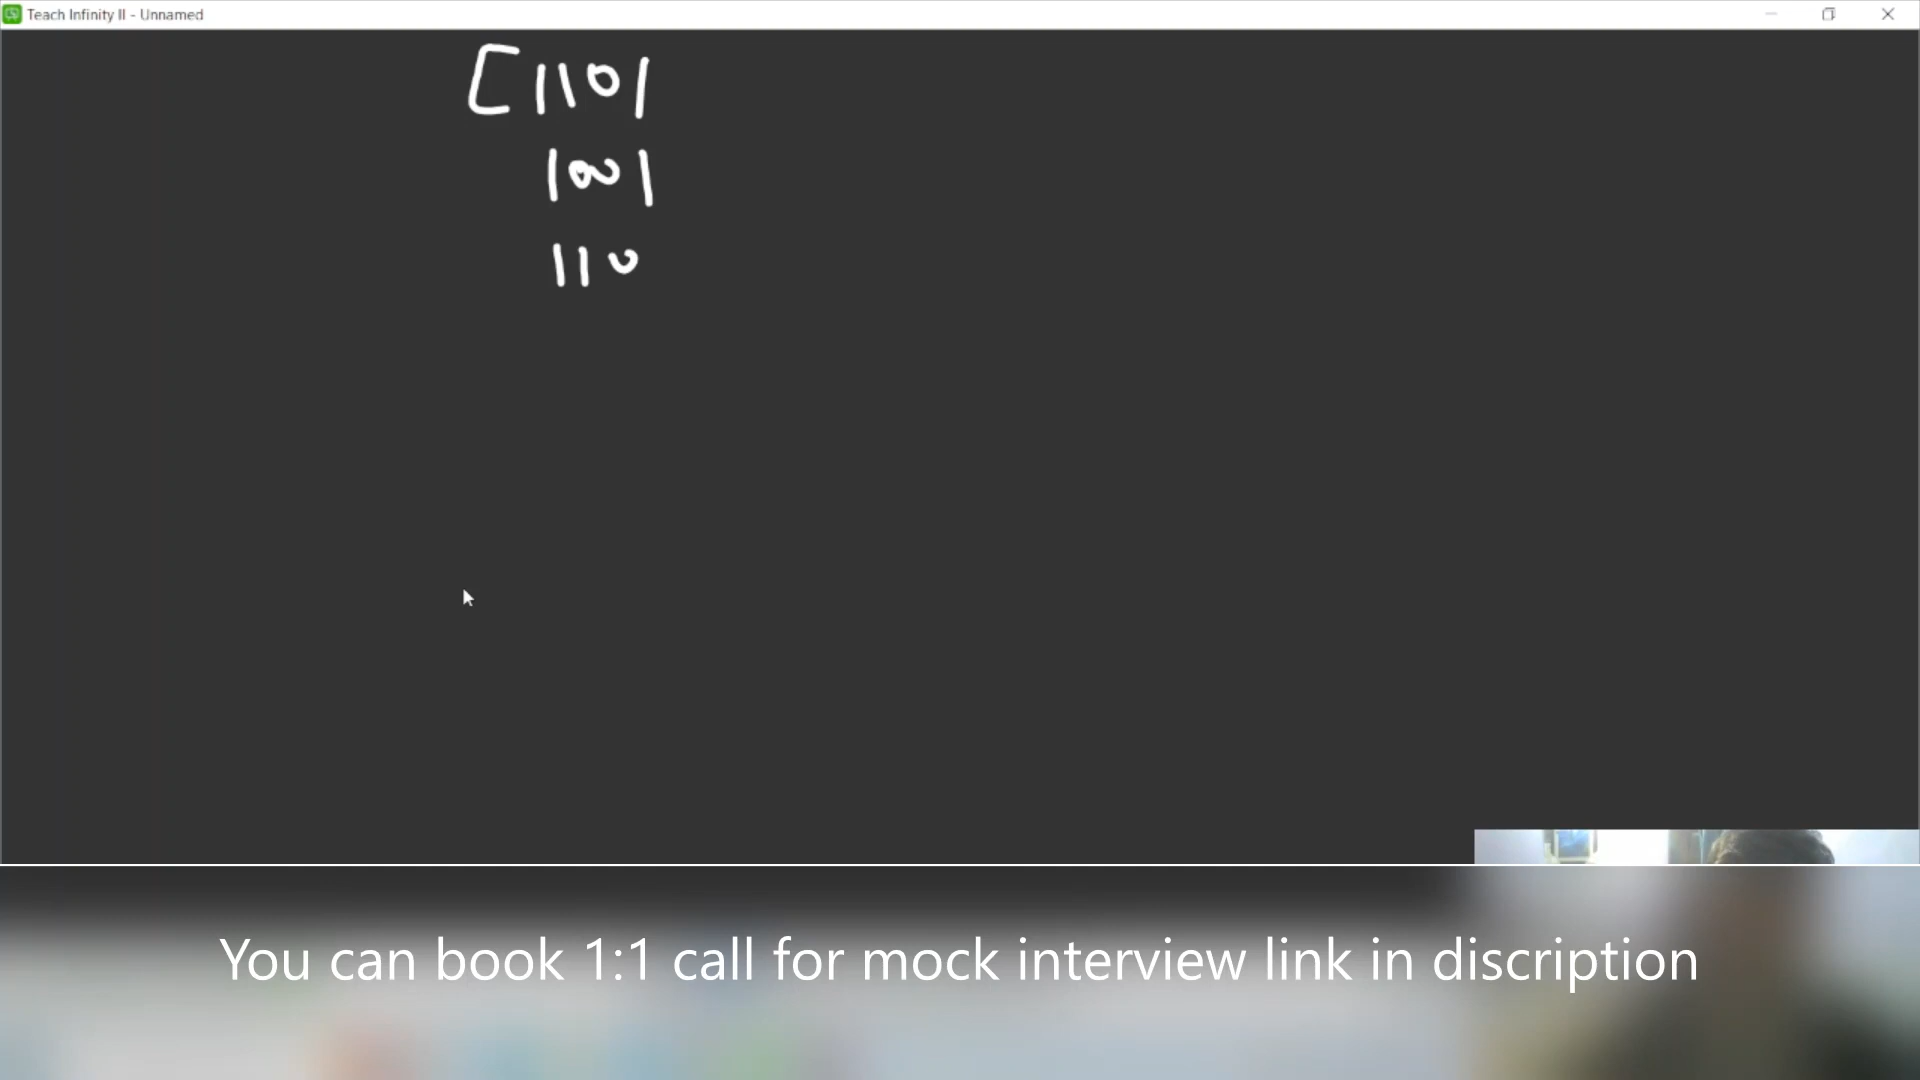 Teach Infinity II - Unnamed
[1101
1001
110
You can book 1:1 call for mock interview link in discription